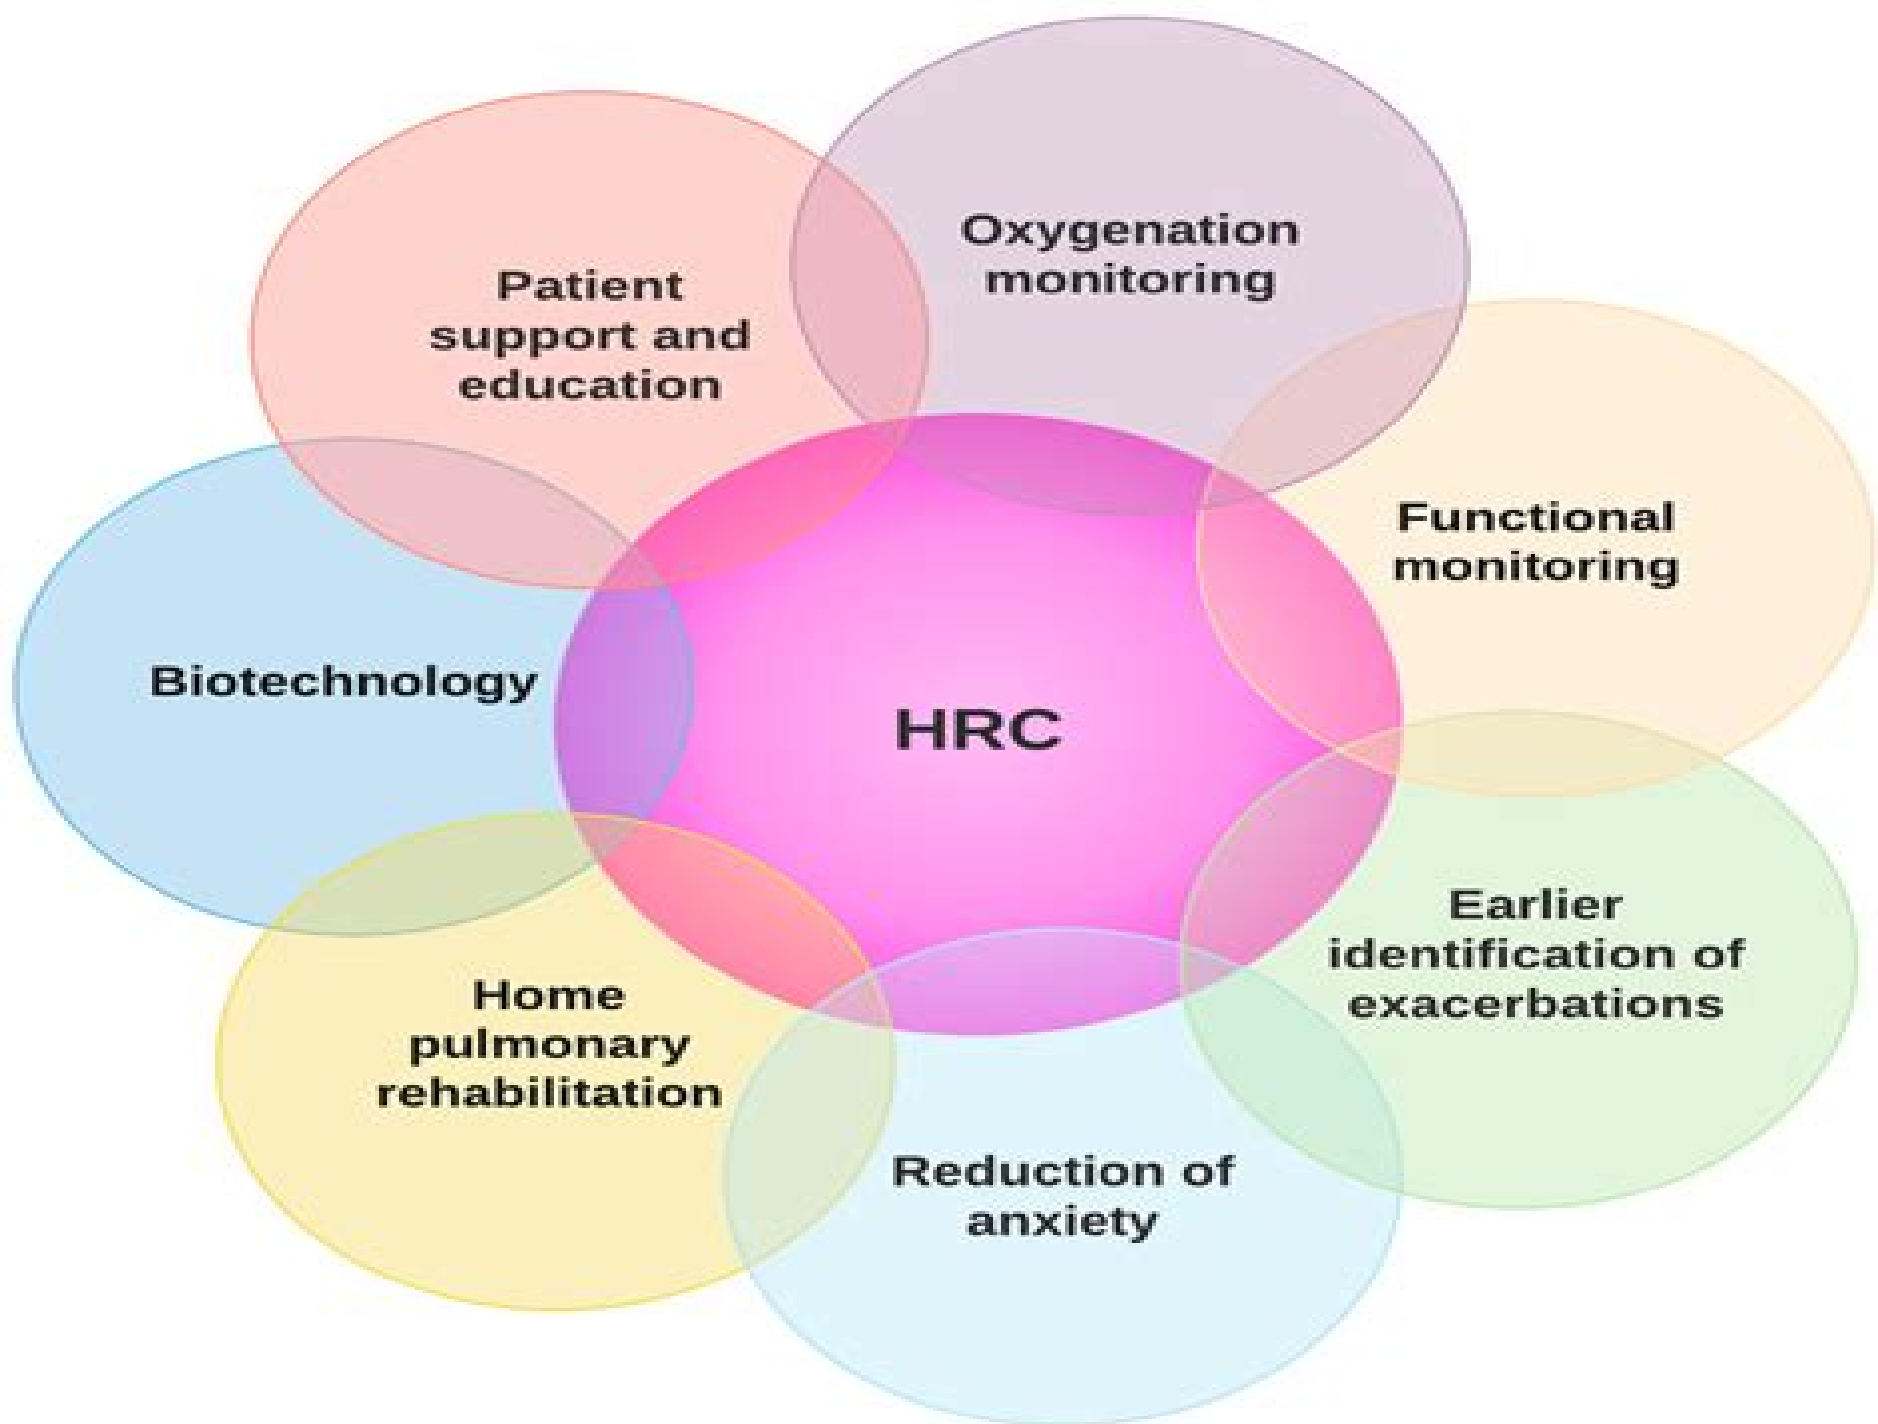 Oxygenation
monitoring
Patient
support and
education
Functional
monitoring
Biotechnology
HRC
Earlier
identification of
exacerbations
Home
pulmonary
rehabilitation
Reduction of
anxiety